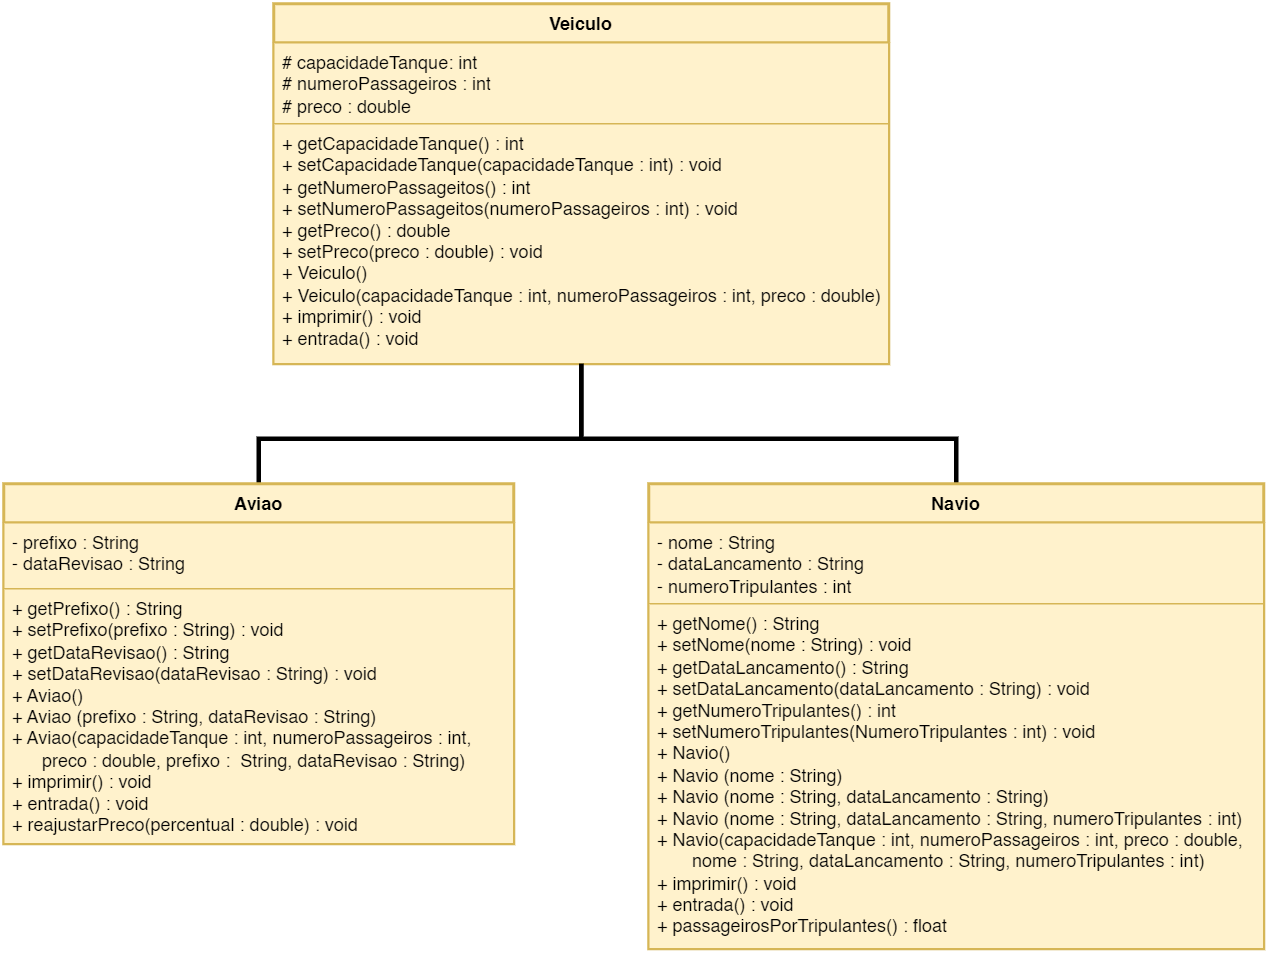 Veiculo
# capacidadeTanque: int
# numeroPassageiros : int
# preco : double
+ getCapacidadeTanque() : int
+ setCapacidadeTanque(capacidadeTanque : int) : void
+ getNumeroPassageitos() : int
+ setNumeroPassageitos(numeroPassageiros : int) : void
+ getPreco() : double
+ setPreco(preco : double) : void
+ Veiculo()
+ Veiculo(capacidadeTanque : int, numeroPassageiros : int, preco : double)
+ imprimir() : void
+ entrada() : void
Aviao
- prefixo : String
- dataRevisao : String
+ getPrefixo() : String
+ setPrefixo(prefixo : String) : void
+ getDataRevisao() : String
+ setDataRevisao(dataRevisao : String) : void
+ Aviao()
+ Aviao (prefixo : String, dataRevisao : String)
+ Aviao(capacidadeTanque : int, numeroPassageiros : int,
preco : double, prefixo :  String, dataRevisao : String)
+ imprimir() : void
+ entrada() : void
+ reajustarPreco(percentual : double) : void
Navio
- nome : String
- dataLancamento : String
- numeroTripulantes : int
+ getNome() : String
+ setNome(nome : String) : void
+ getDataLancamento() : String
+ setDataLancamento(dataLancamento : String) : void
+ getNumeroTripulantes() : int
+ setNumeroTripulantes(NumeroTripulantes : int) : void
+ Navio()
+ Navio (nome : String)
+ Navio (nome : String, dataLancamento : String)
+ Navio (nome : String, dataLancamento : String, numeroTripulantes : int)
+ Navio(capacidadeTanque : int, numeroPassageiros : int, preco : double,
nome : String, dataLancamento : String, numeroTripulantes : int)
+ imprimir() : void
+ entrada() : void
+ passageirosPorTripulantes() : float